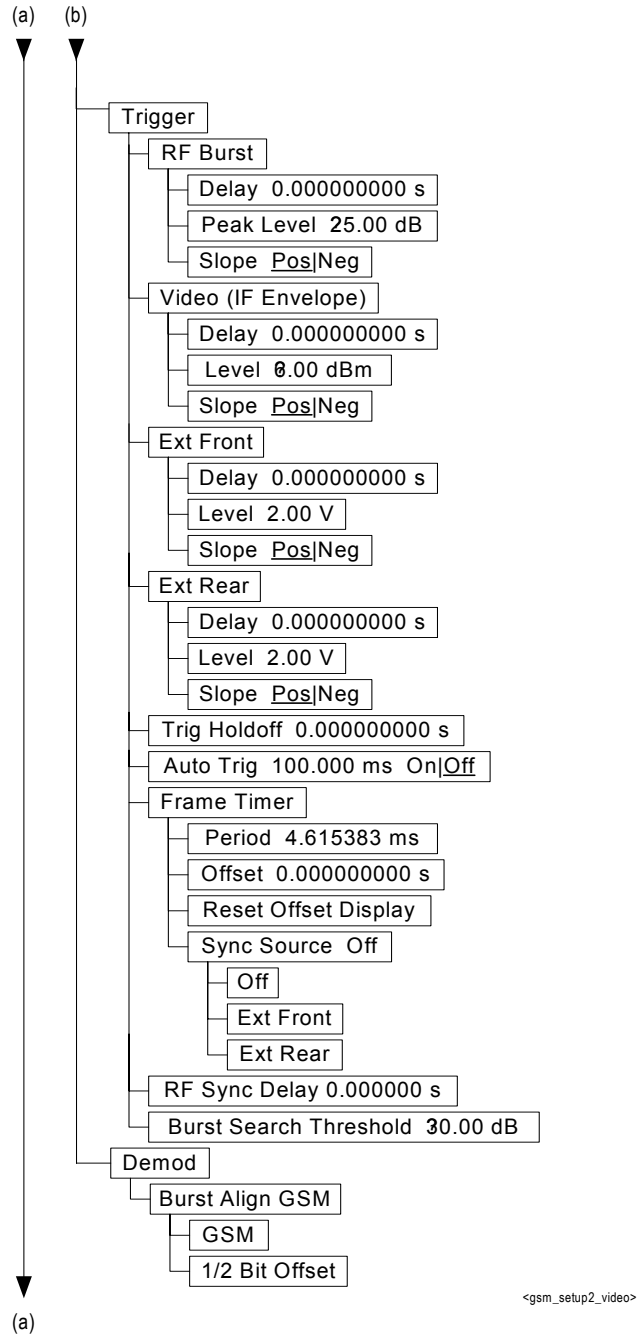 (a) (b)
Trigger
RF Burst
Delay 0.000000000 s
Peak Level 25.00 dB
Slope Pos|Neg
Video (IF Envelope)
Delay 0.000000000 s
Level dBm
Slope Pos|Neg
Ext Front
Delay 0.000000000 s
Level 2.00 V
Slope Pos|Neg
Ext Rear
Delay 0.000000000 s
Level 2.00 V
Slope Pos|Neg
Trig Holdoff 0.000000000 s
Auto Trig 100.000 ms On|Off
Frame Timer
Period 4.615383 ms
Offset 0.000000000 s
Reset Offset Display
Sync Source Off
Off
Ext Front
Ext Rear
RF Sync Delay 0.000000 s
Burst Search Threshold 30.00 dB
Demod
Burst Align GSM
GSM
1/2 Bit Offset
<gsm_setup2_video>
(a)